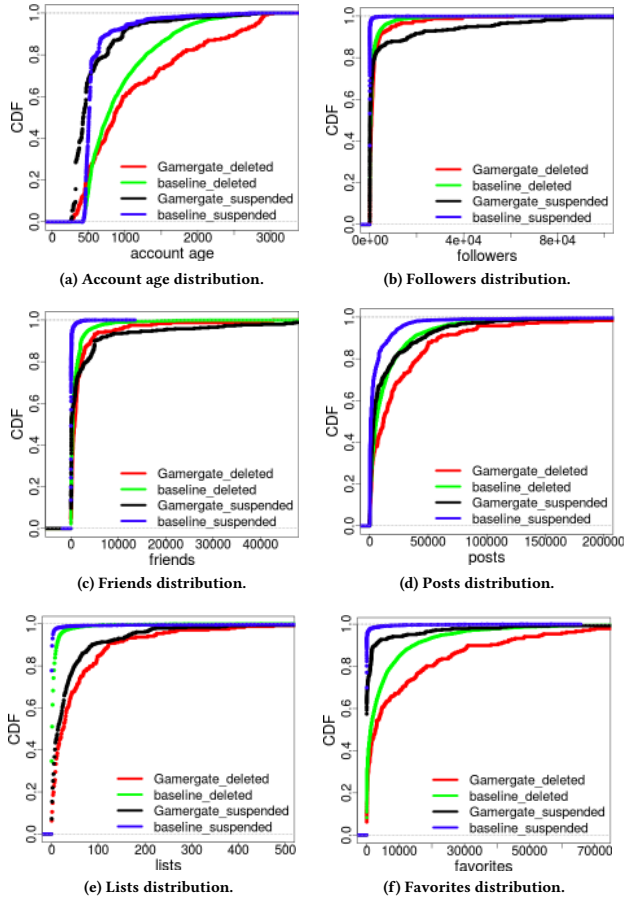 1.0
0.8
0.6
0.4
0.2
0.0
CDF
Gamergate_deleted
baseline_deleted
Gamergate_suspended
baseline_suspended
0 500 1000 2000 3000
account age
(a) Account age distribution.
1.0
0.8
0.6
0.4
0.2
0.0
CDF
Gamergate_deleted
baseline_deleted
Gamergate_suspended
baseline_suspended
0e+00 4e+04 8e+04
followers
(b) Followers distribution.
1.0
0.8
0.6
0.4
0.2
0.0
CDF
Gamergate_deleted
baseline_deleted
Gamergate_suspended
baseline_suspended
0 10000 20000 30000 40000
friends
(c) Friends distribution.
1.0
0.8
0.6
0.4
0.2
0.0
CDF
Gamergate_deleted
baseline_deleted
Gamergate_suspended
baseline_suspended
0 50000 100000 150000 200000
posts
(d) Posts distribution.
1.0
0.8
0.6
0.4
0.2
0.0
CDF
Gamergate_deleted
baseline_deleted
Gamergate_suspended
baseline_suspended
0 100 200 300 400 500
lists
(e) Lists distribution.
1.0
0.8
0.6
0.4
0.2
0.0
CDF
Gamergate_deleted
baseline_deleted
Gamergate_suspended
baseline_suspended
0 10000 30000 50000 70000
favorites
(f) Favorites distribution.